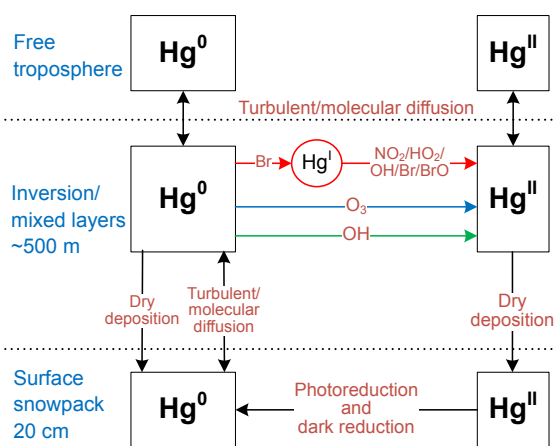 Free
troposphere
Hg⁰
Hgᴵᴵ
Turbulent/molecular diffusion
Inversion/
mixed layers
~500 m
Hg⁰
Br
Hgᴵ
NO₂/HO₂/
OH/Br/BrO
Hgᴵᴵ
O₃
OH
Dry
deposition
Turbulent/
molecular
diffusion
Dry
deposition
Surface
snowpack
20 cm
Hg⁰
Photoreduction
and
dark reduction
Hgᴵᴵ